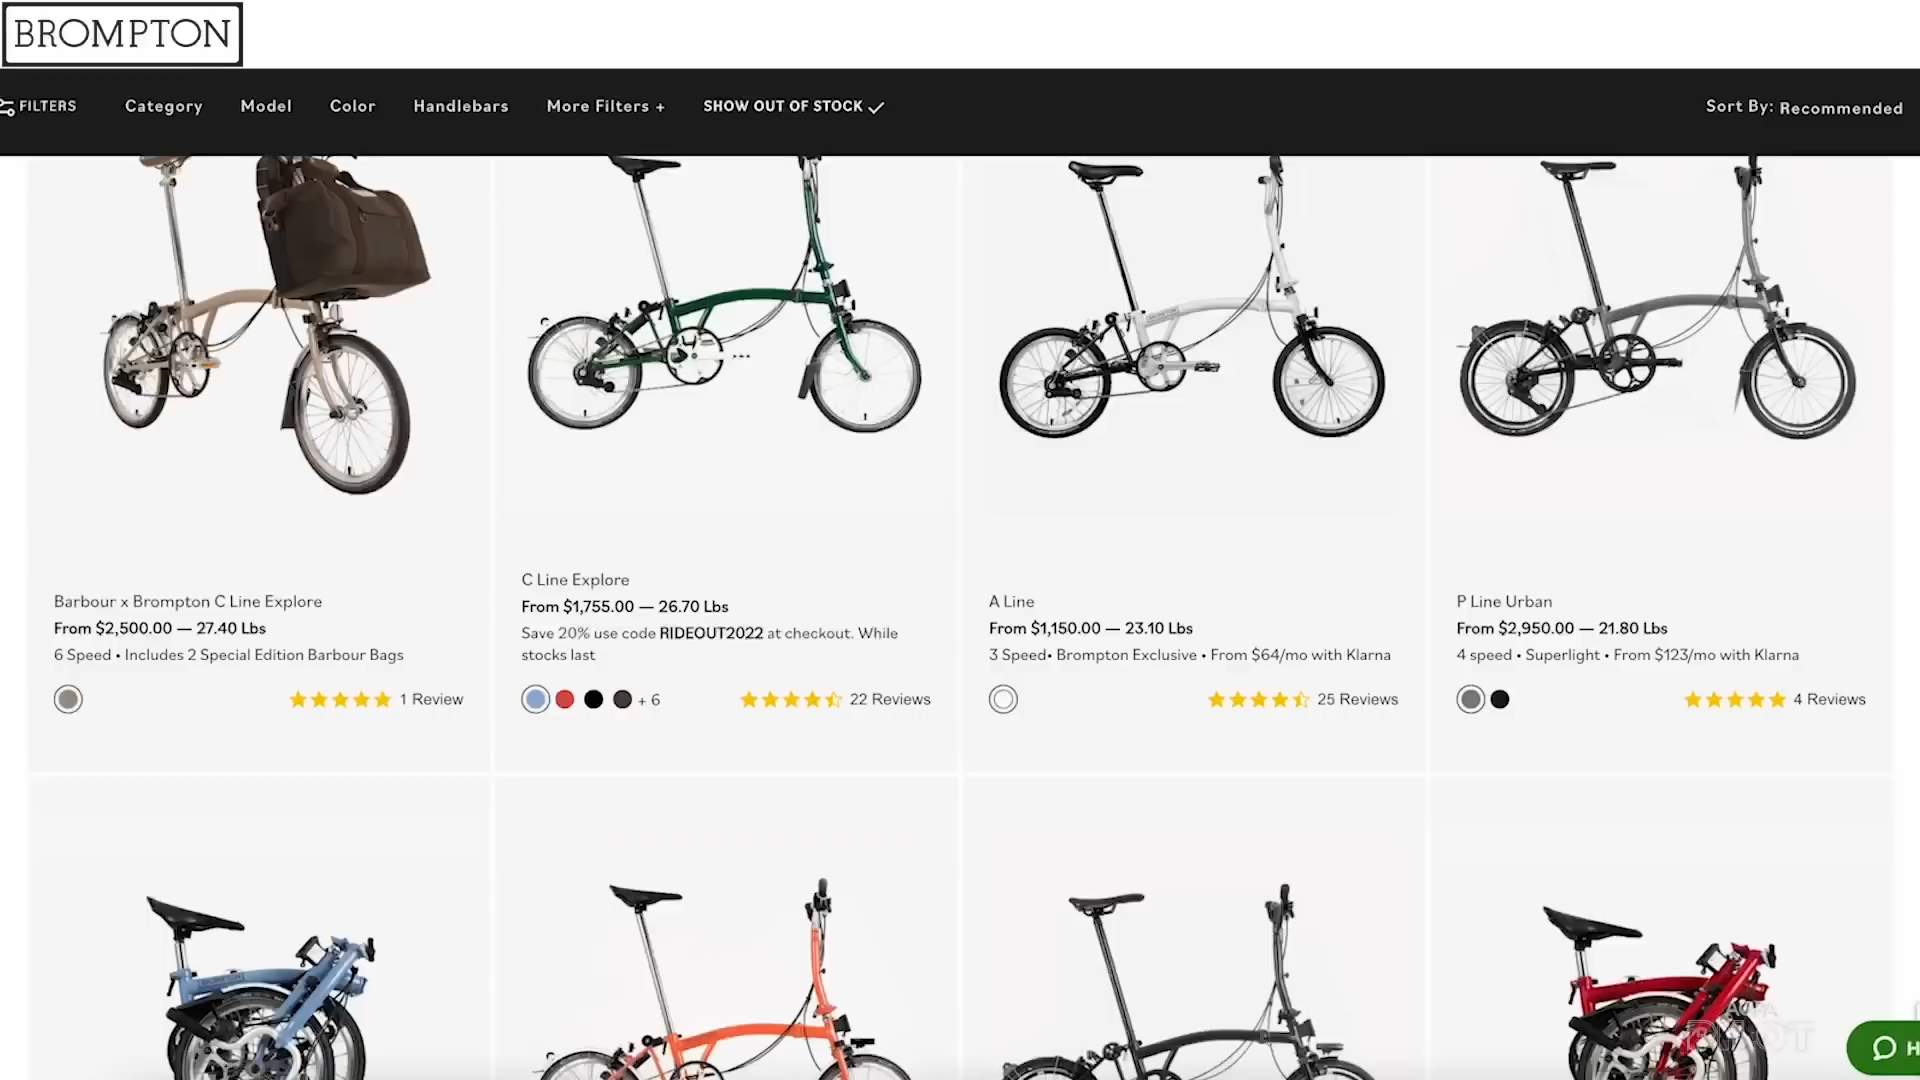 BROMPTON
FILTERS
Category
Model
Color
Handlebars
More Filters +
SHOW OUT OF STOCK
Sort By: Recommended
Barbour x Brompton C Line Explore
From $2,500.00 — 27.40 Lbs
6 Speed • Includes 2 Special Edition Barbour Bags
1 Review
C Line Explore
From $1,755.00 — 26.70 Lbs
Save 20% use code RIDEOUT2022 at checkout. While
stocks last
+ 6
22 Reviews
A Line
From $1,150.00 — 23.10 Lbs
3 Speed• Brompton Exclusive • From $64/mo with Klarna
25 Reviews
P Line Urban
From $2,950.00 — 21.80 Lbs
4 speed • Superlight • From $123/mo with Klarna
4 Reviews